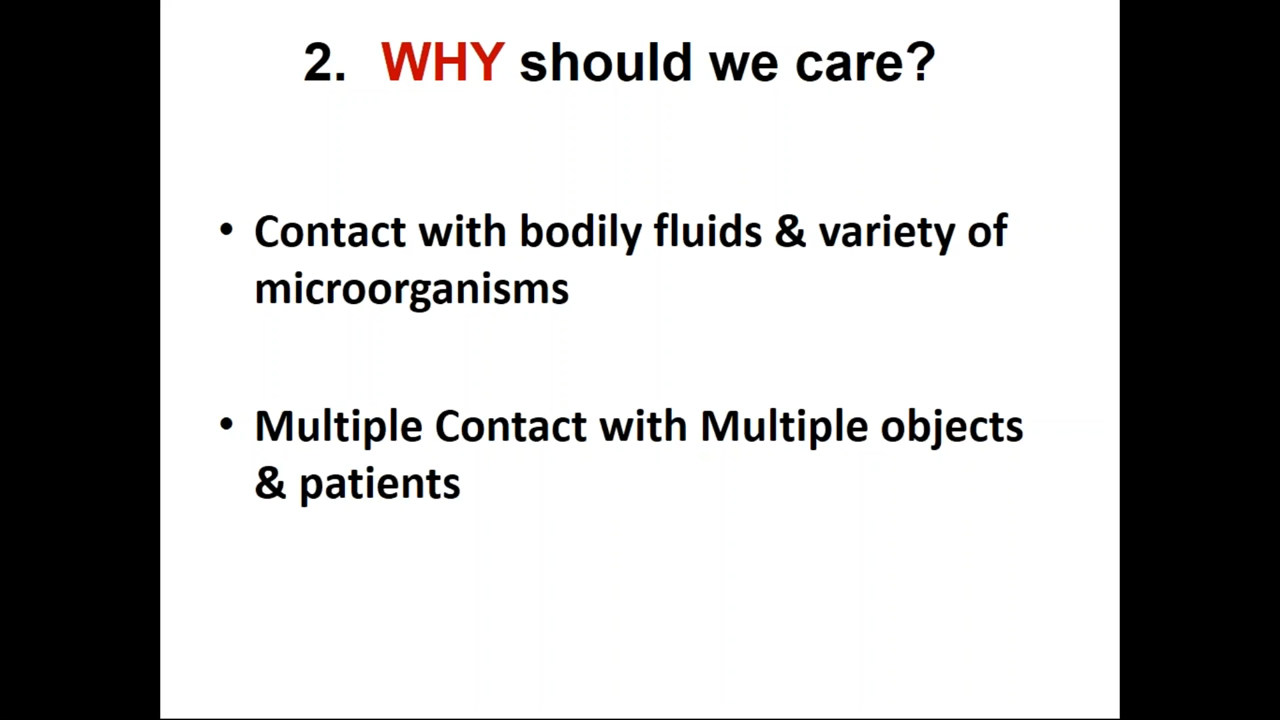 2. WHY should we care?
• Contact with bodily fluids & variety of
microorganisms
• Multiple Contact with Multiple objects
& patients